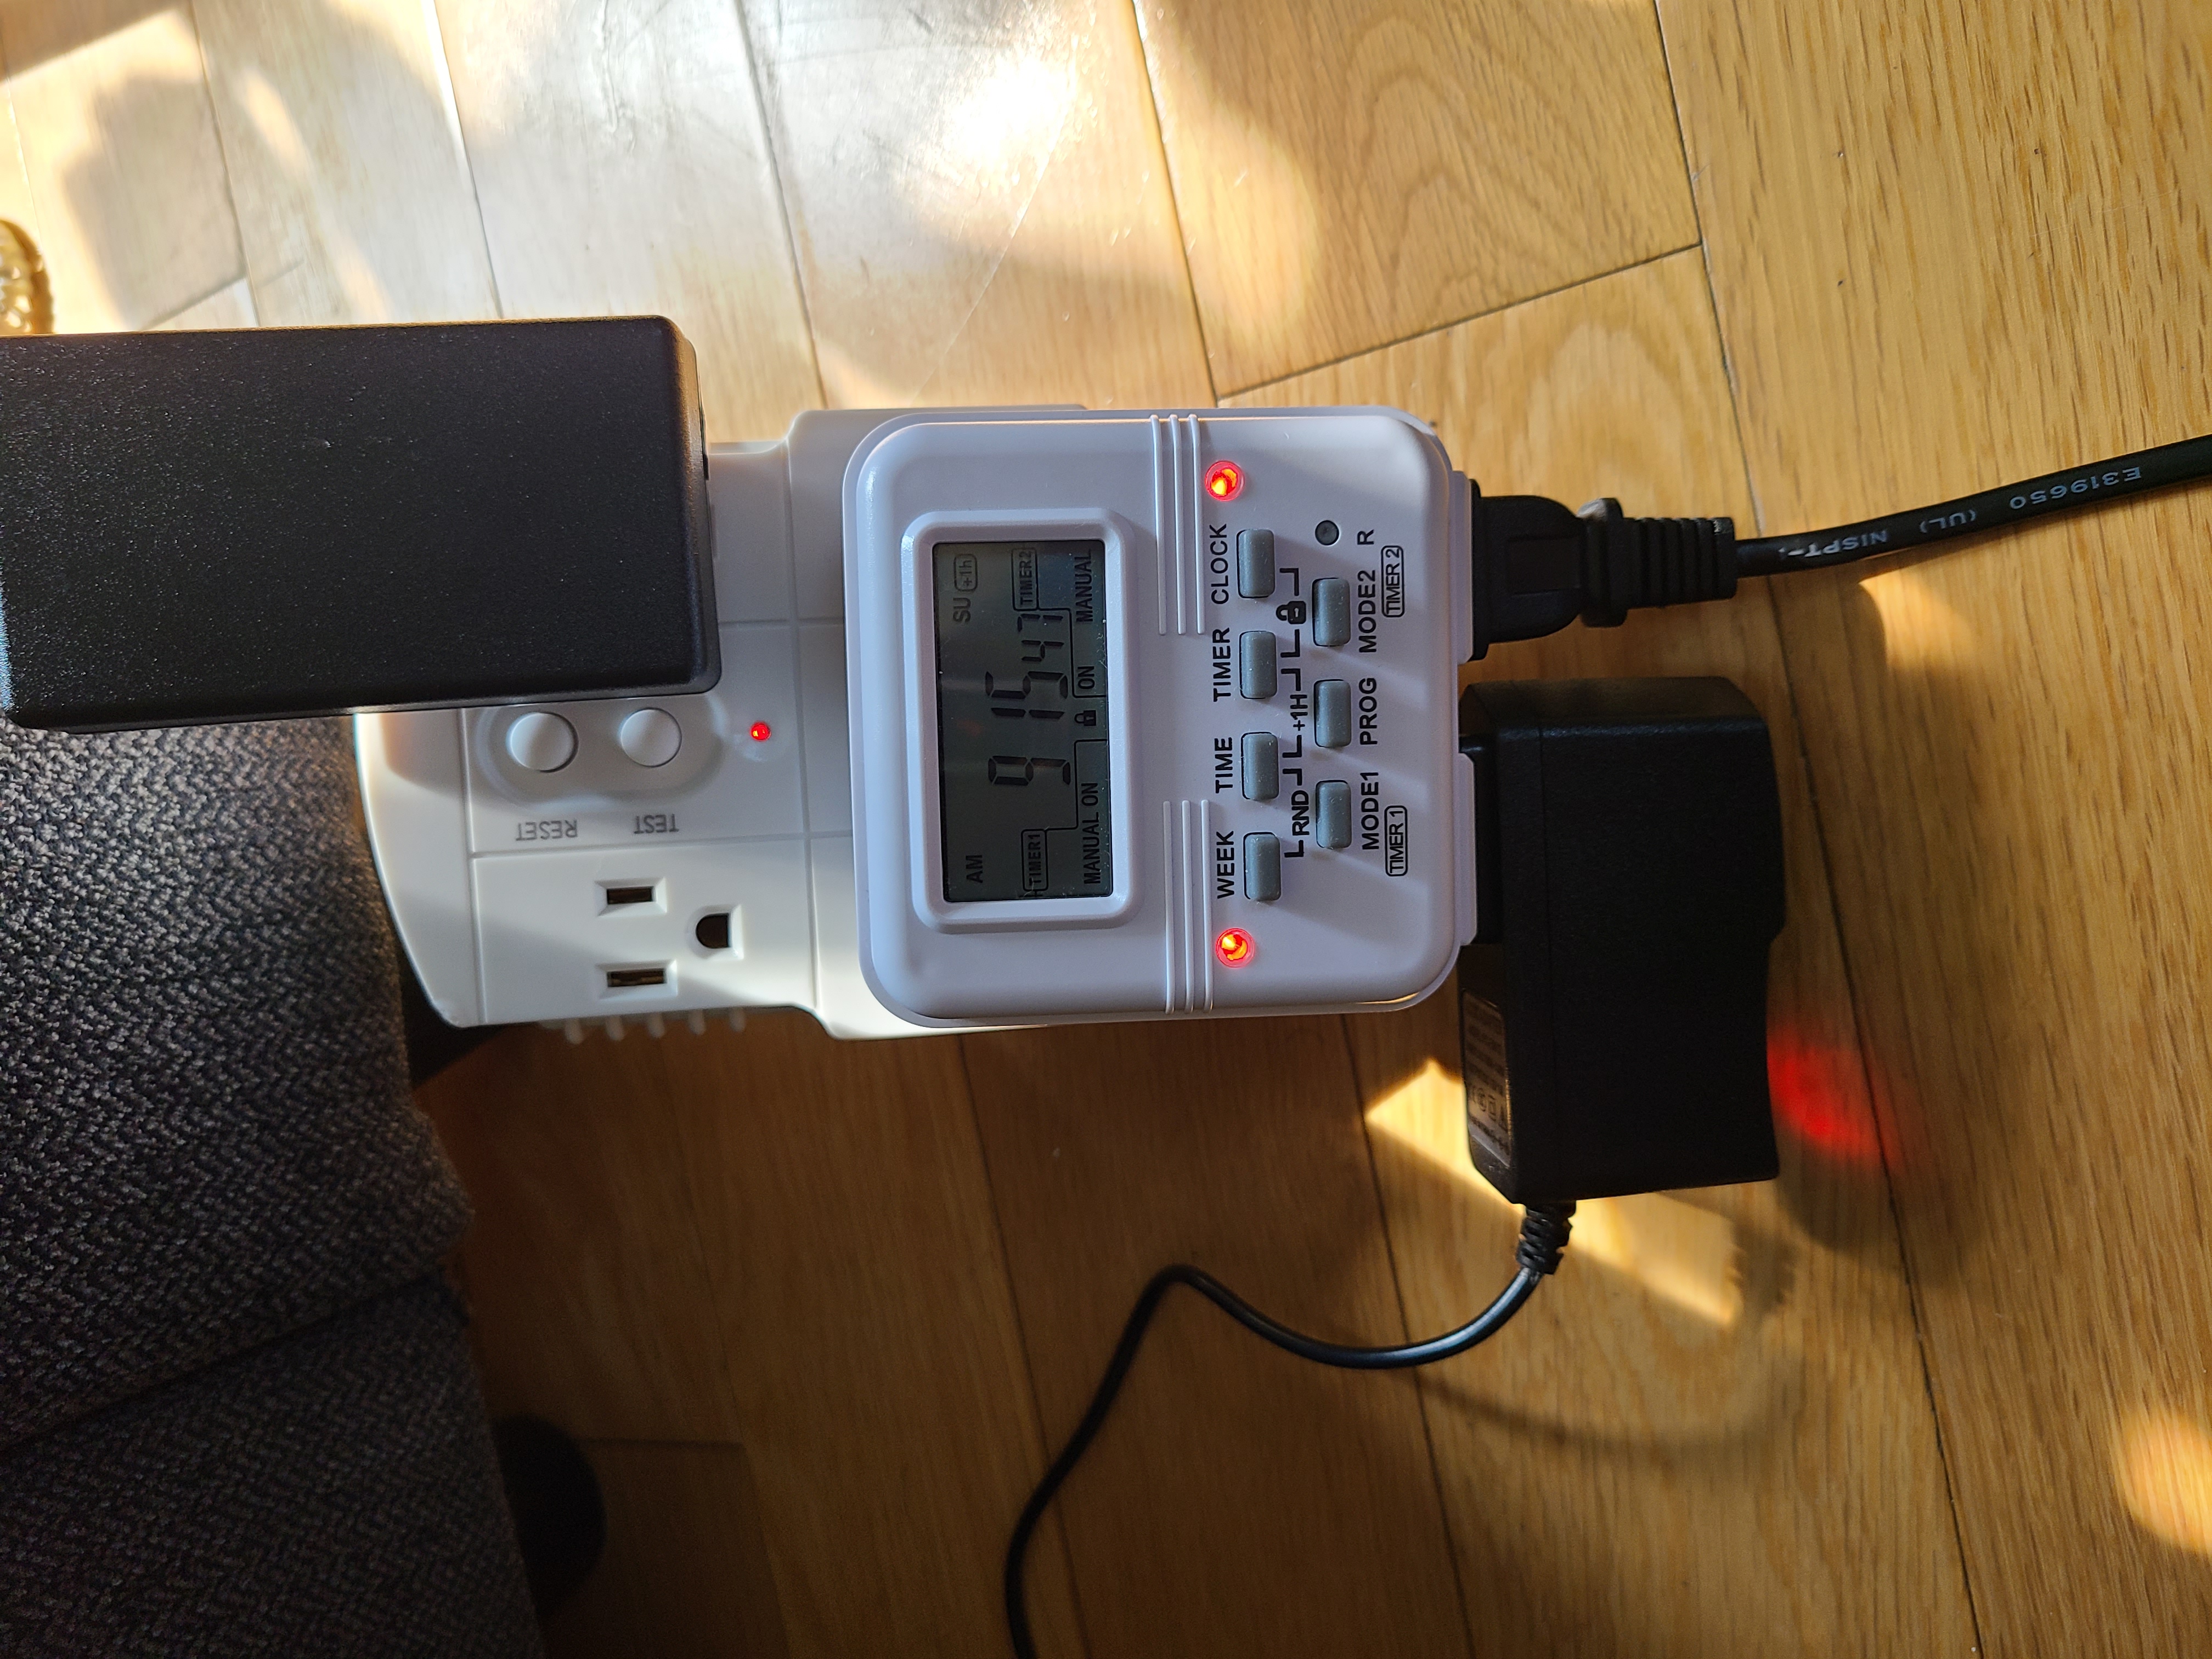 RESET
TEST
AM
SU +1h
TIMER1
9 15 47
TIMER2
MANUAL ON
ON MANUAL
WEEK TIME TIMER CLOCK
RND +1H
MODE1 PROG MODE2 R
TIMER 1 TIMER 2
E319650 (UL) NISPT-